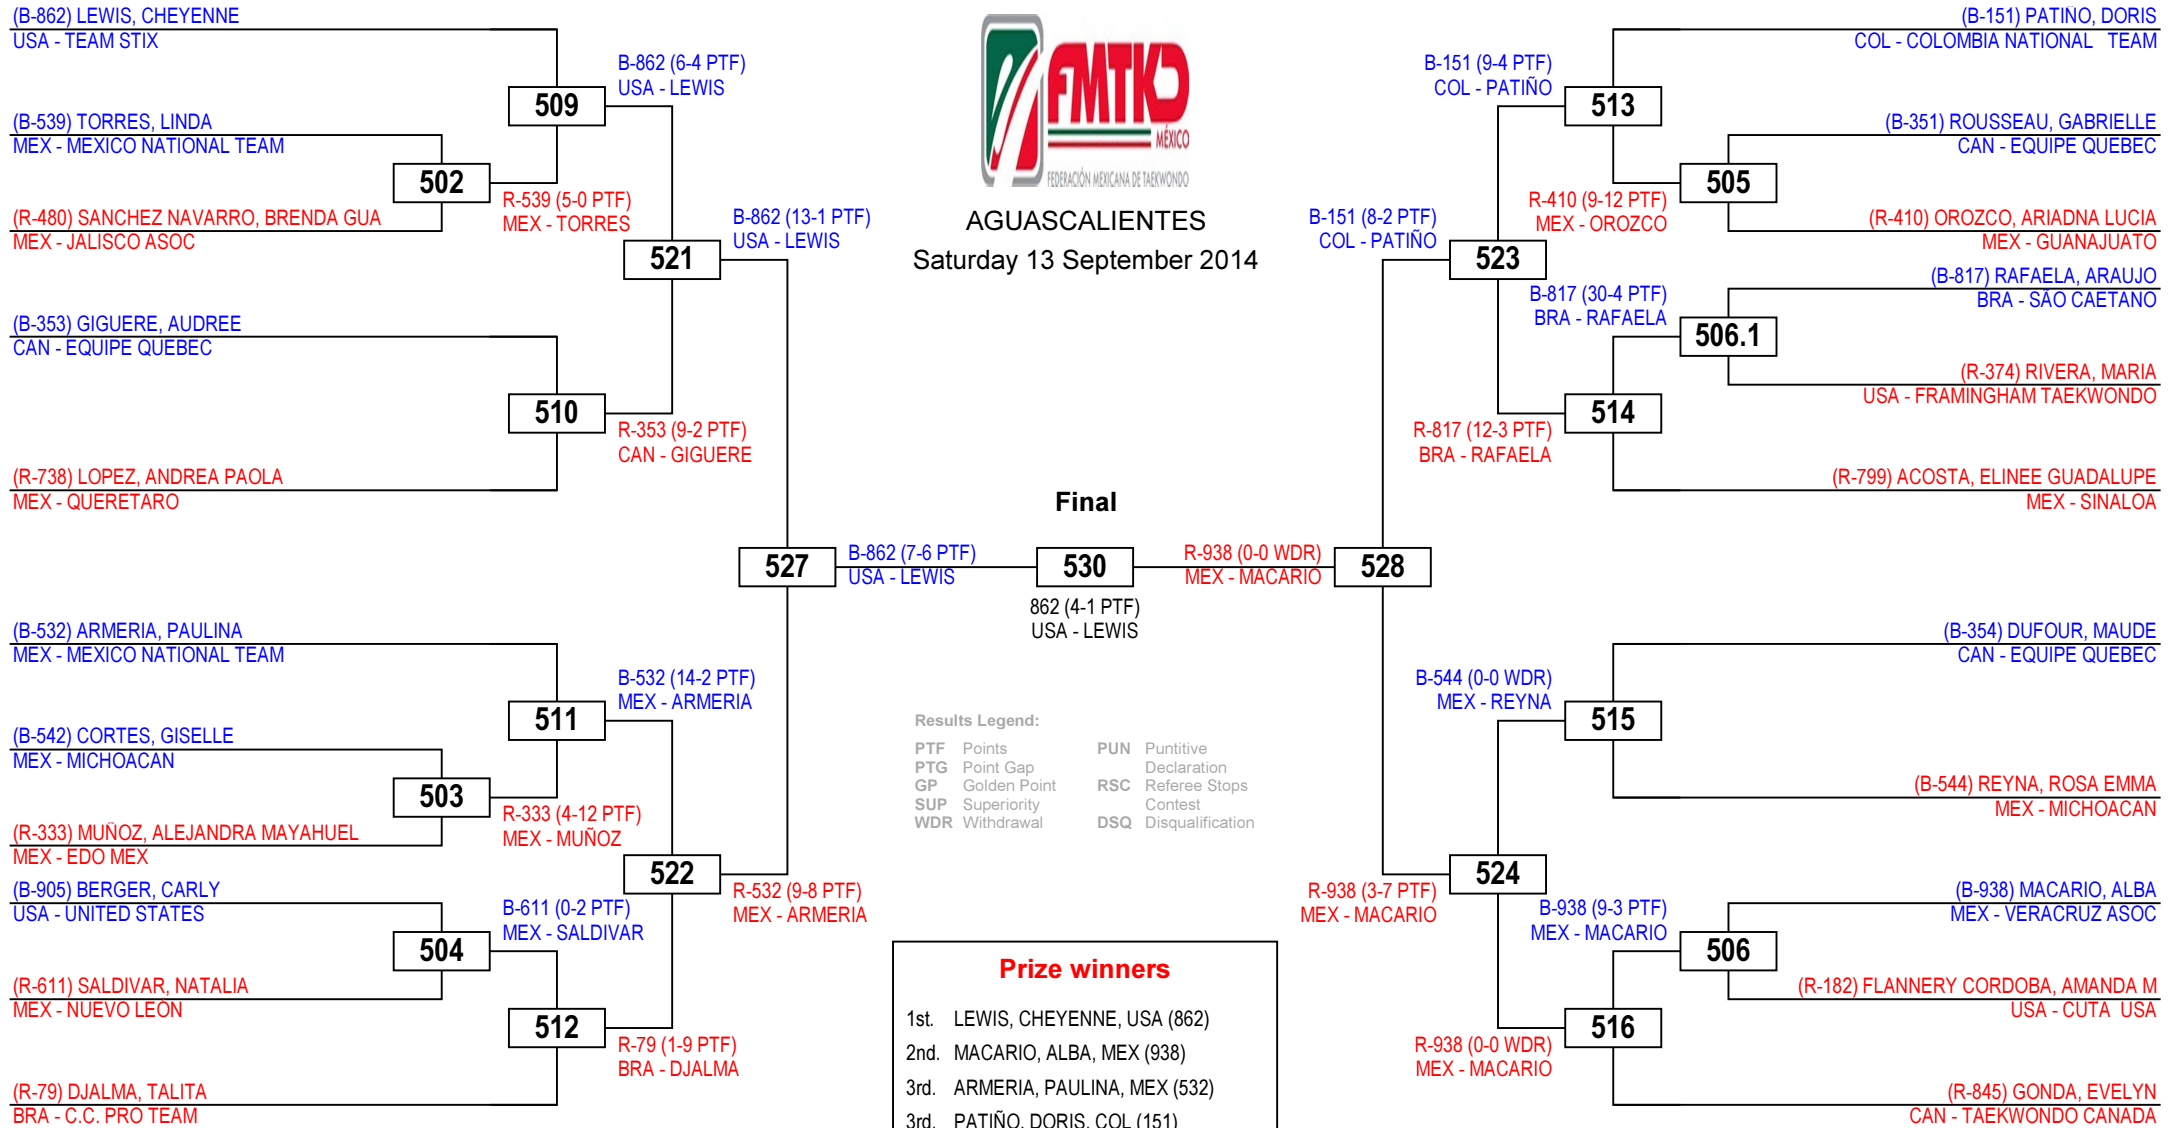 (B-862) LEWIS, CHEYENNE
USA - TEAM STIX
B-862 (6-4 PTF)
USA - LEWIS
509
(B-539) TORRES, LINDA
MEX - MEXICO NATIONAL TEAM
502
R-539 (5-0 PTF)
MEX - TORRES
(R-480) SANCHEZ NAVARRO, BRENDA GUA
MEX - JALISCO ASOC
B-862 (13-1 PTF)
USA - LEWIS
521
(B-353) GIGUERE, AUDREE
CAN - EQUIPE QUEBEC
510
R-353 (9-2 PTF)
CAN - GIGUERE
(R-738) LOPEZ, ANDREA PAOLA
MEX - QUERETARO
527
B-862 (7-6 PTF)
USA - LEWIS
(B-532) ARMERIA, PAULINA
MEX - MEXICO NATIONAL TEAM
B-532 (14-2 PTF)
MEX - ARMERIA
511
(B-542) CORTES, GISELLE
MEX - MICHOACAN
503
R-333 (4-12 PTF)
MEX - MUÑOZ
(R-333) MUÑOZ, ALEJANDRA MAYAHUEL
MEX - EDO MEX
522
R-532 (9-8 PTF)
MEX - ARMERIA
(B-905) BERGER, CARLY
USA - UNITED STATES
504
B-611 (0-2 PTF)
MEX - SALDIVAR
(R-611) SALDIVAR, NATALIA
MEX - NUEVO LEÓN
512
R-79 (1-9 PTF)
BRA - DJALMA
(R-79) DJALMA, TALITA
BRA - C.C. PRO TEAM
FMTKD
MÉXICO
FEDERACIÓN MEXICANA DE TAEKWONDO
AGUASCALIENTES
Saturday 13 September 2014
Final
530
862 (4-1 PTF)
USA - LEWIS
Results Legend:
PTF Points
PTG Point Gap
GP Golden Point
SUP Superiority
WDR Withdrawal
PUN Puntitive
Declaration
RSC Referee Stops
Contest
DSQ Disqualification
Prize winners
1st. LEWIS, CHEYENNE, USA (862)
2nd. MACARIO, ALBA, MEX (938)
3rd. ARMERIA, PAULINA, MEX (532)
3rd. PATIÑO, DORIS, COL (151)
(B-151) PATIÑO, DORIS
COL - COLOMBIA NATIONAL TEAM
B-151 (9-4 PTF)
COL - PATIÑO
513
(B-351) ROUSSEAU, GABRIELLE
CAN - EQUIPE QUEBEC
505
R-410 (9-12 PTF)
MEX - OROZCO
(R-410) OROZCO, ARIADNA LUCIA
MEX - GUANAJUATO
B-151 (8-2 PTF)
COL - PATIÑO
523
(B-817) RAFAELA, ARAUJO
BRA - SÃO CAETANO
B-817 (30-4 PTF)
BRA - RAFAELA
506.1
(R-374) RIVERA, MARIA
USA - FRAMINGHAM TAEKWONDO
514
R-817 (12-3 PTF)
BRA - RAFAELA
(R-799) ACOSTA, ELINEE GUADALUPE
MEX - SINALOA
R-938 (0-0 WDR)
MEX - MACARIO
528
(B-354) DUFOUR, MAUDE
CAN - EQUIPE QUEBEC
B-544 (0-0 WDR)
MEX - REYNA
515
(B-544) REYNA, ROSA EMMA
MEX - MICHOACAN
524
R-938 (3-7 PTF)
MEX - MACARIO
(B-938) MACARIO, ALBA
MEX - VERACRUZ ASOC
B-938 (9-3 PTF)
MEX - MACARIO
506
(R-182) FLANNERY CORDOBA, AMANDA M
USA - CUTA USA
516
R-938 (0-0 WDR)
MEX - MACARIO
(R-845) GONDA, EVELYN
CAN - TAEKWONDO CANADA